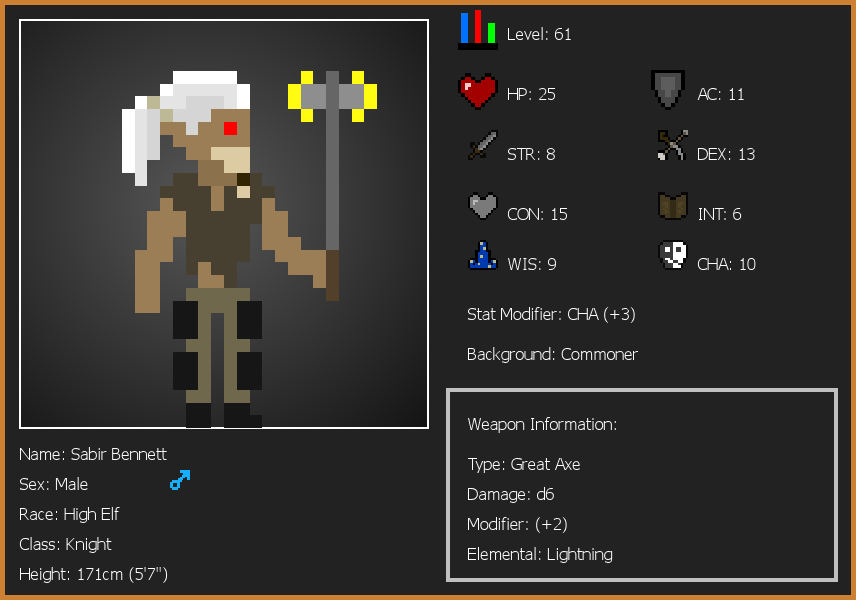 Level: 61
HP: 25
AC: 11
STR: 8
DEX: 13
CON: 15
INT: 6
WIS: 9
CHA: 10
Stat Modifier: CHA (+3)
Background: Commoner
Weapon Information:
Type: Great Axe
Damage: d6
Modifier: (+2)
Elemental: Lightning
Name: Sabir Bennett
Sex: Male
Race: High Elf
Class: Knight
Height: 171cm (5'7")